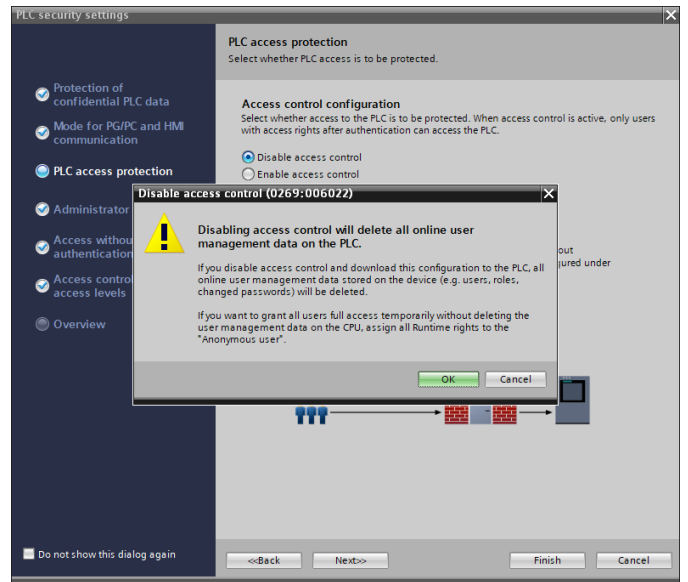 PLC security settings
PLC access protection
Select whether PLC access is to be protected.
Protection of
confidential PLC data
Mode for PG/PC and HMI
communication
PLC access protection
Administrator
Access withou
authentication
Access control
access levels
Overview
Access control configuration
Select whether access to the PLC is to be protected. When access control is active, only users
with access rights after authentication can access the PLC.
Disable access control
Enable access control
Disable access control (0269:006022)
Disabling access control will delete all online user
management data on the PLC.
If you disable access control and download this configuration to the PLC, all
online user management data stored on the device (e.g. users, roles,
changed passwords) will be deleted.
If you want to grant all users full access temporarily without deleting the
user management data on the CPU, assign all Runtime rights to the
"Anonymous user".
OK Cancel
out
ured under
Do not show this dialog again
<<Back Next>> Finish Cancel